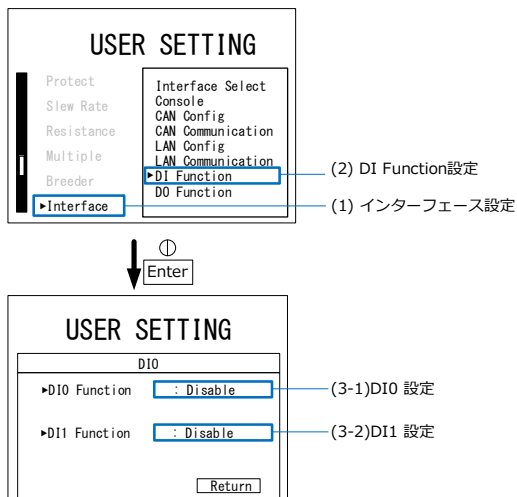 USER SETTING
Protect
Slew Rate
Resistance
Multiple
Breeder
►Interface
Interface Select
Console
CAN Config
CAN Communication
LAN Config
LAN Communication
►DI Function
DO Function
(2) DI Function設定
(1) インターフェース設定
Enter
USER SETTING
DIO
►DI0 Function : Disable
(3-1)DI0 設定
►DI1 Function : Disable
(3-2)DI1 設定
Return